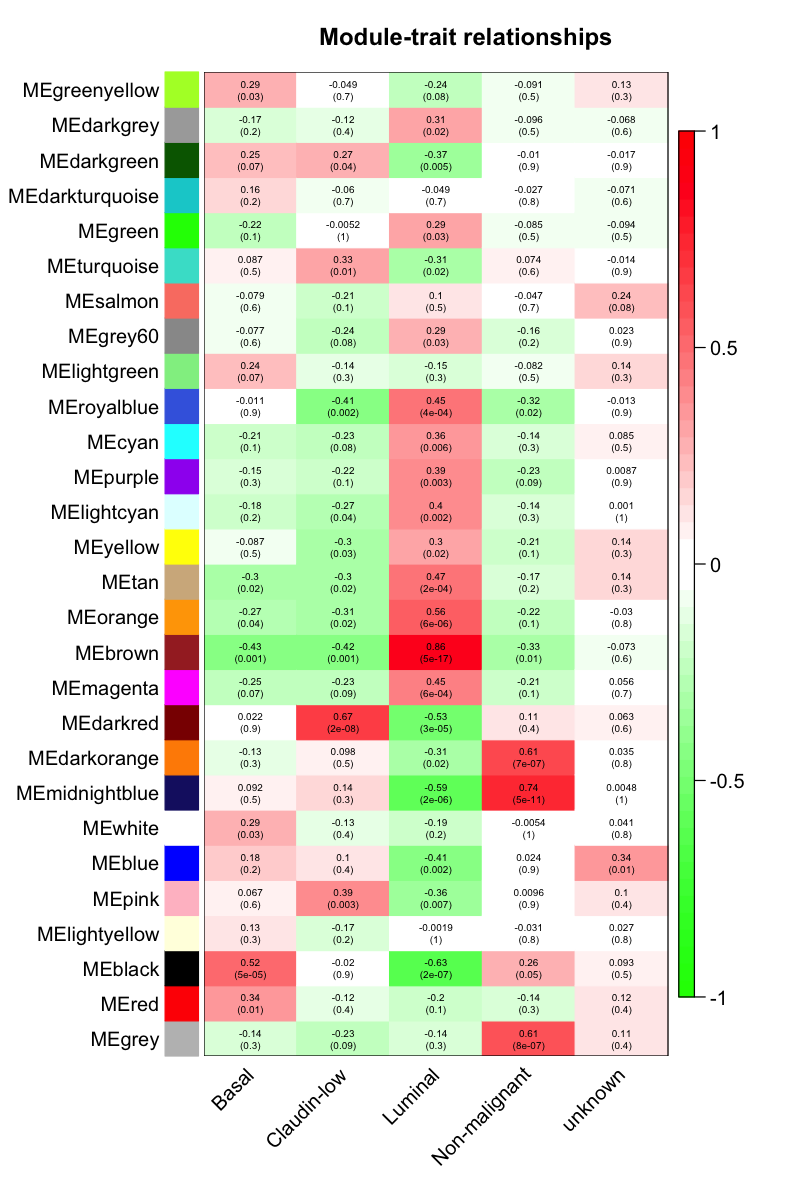 Module-trait relationships
MEgreenyellow 0.29 -0.049 -0.24 -0.091 0.13
(0.03) (0.7) (0.08) (0.5) (0.3)
MEdarkgrey -0.17 -0.12 0.31 -0.096 -0.068
(0.2) (0.4) (0.02) (0.5) (0.6)
MEdarkgreen 0.25 0.27 -0.37 -0.01 -0.017
(0.07) (0.04) (0.005) (0.9) (0.9)
MEdarkturquoise 0.16 -0.06 -0.049 -0.027 -0.071
(0.2) (0.7) (0.7) (0.8) (0.6)
MEgreen -0.22 -0.0052 0.29 -0.085 -0.094
(0.1) (1) (0.03) (0.5) (0.5)
MEturquoise 0.087 0.33 -0.31 0.074 -0.014
(0.5) (0.01) (0.02) (0.6) (0.9)
MEsalmon -0.079 -0.21 0.1 -0.047 0.24
(0.6) (0.1) (0.5) (0.7) (0.08)
MEgrey60 -0.077 -0.24 0.29 -0.16 0.023
(0.6) (0.08) (0.03) (0.2) (0.9)
MElightgreen 0.24 -0.14 -0.15 -0.082 0.14
(0.07) (0.3) (0.3) (0.5) (0.3)
MEroyalblue -0.011 -0.41 0.45 -0.32 -0.013
(0.9) (0.002) (4e-04) (0.02) (0.9)
MEcyan -0.21 -0.23 0.36 -0.14 0.085
(0.1) (0.08) (0.006) (0.3) (0.5)
MEpurple -0.15 -0.22 0.39 -0.23 0.0087
(0.3) (0.1) (0.003) (0.09) (0.9)
MElightcyan -0.18 -0.27 0.4 -0.14 0.001
(0.2) (0.04) (0.002) (0.3) (1)
MEyellow -0.087 -0.3 0.3 -0.21 0.14
(0.5) (0.03) (0.02) (0.1) (0.3)
MEtan -0.3 -0.3 0.47 -0.17 0.14
(0.02) (0.02) (2e-04) (0.2) (0.3)
MEorange -0.27 -0.31 0.56 -0.22 -0.03
(0.04) (0.02) (6e-06) (0.1) (0.8)
MEbrown -0.43 -0.42 0.86 -0.33 -0.073
(0.001) (0.001) (5e-17) (0.01) (0.6)
MEmagenta -0.25 -0.23 0.45 -0.21 0.056
(0.07) (0.09) (6e-04) (0.1) (0.7)
MEdarkred 0.022 0.67 -0.53 0.11 0.063
(0.9) (2e-08) (3e-05) (0.4) (0.6)
MEdarkorange -0.13 0.098 -0.31 0.61 0.035
(0.3) (0.5) (0.02) (7e-07) (0.8)
MEmidnightblue 0.092 0.14 -0.59 0.74 0.0048
(0.5) (0.3) (2e-06) (5e-11) (1)
MEwhite 0.29 -0.13 -0.19 -0.0054 0.041
(0.03) (0.4) (0.2) (1) (0.8)
MEblue 0.18 0.1 -0.41 0.024 0.34
(0.2) (0.4) (0.002) (0.9) (0.01)
MEpink 0.067 0.39 -0.36 0.0096 0.1
(0.6) (0.003) (0.007) (0.9) (0.4)
MElightyellow 0.13 -0.17 -0.0019 -0.031 0.027
(0.3) (0.2) (1) (0.8) (0.8)
MEblack 0.52 -0.02 -0.63 0.26 0.093
(5e-05) (0.9) (2e-07) (0.05) (0.5)
MEred 0.34 -0.12 -0.2 -0.14 0.12
(0.01) (0.4) (0.1) (0.3) (0.4)
MEgrey -0.14 -0.23 -0.14 0.61 0.11
(0.3) (0.09) (0.3) (8e-07) (0.4)
Basal Claudin-low Luminal Non-malignant unknown
1
0.5
0
-0.5
-1